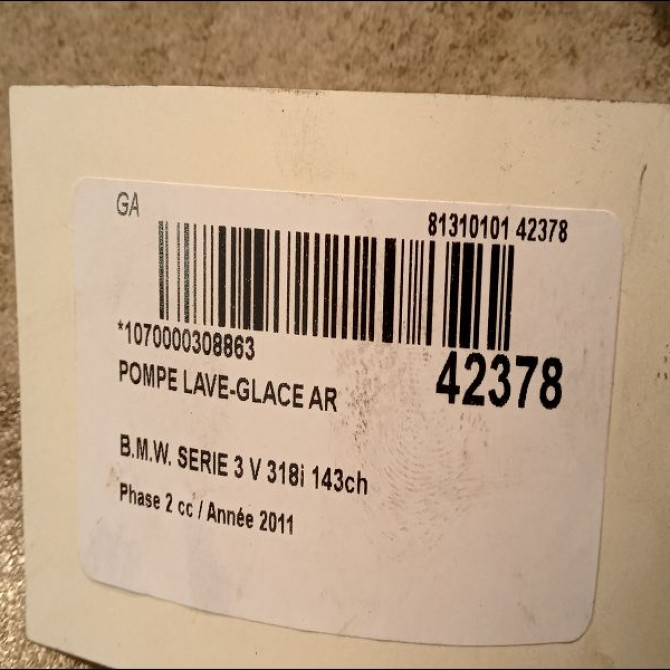 GA
81310101 42378
*1070000308863
42378
POMPE LAVE-GLACE AR
B.M.W. SERIE 3 V 318i 143ch
Phase 2 cc / Année 2011